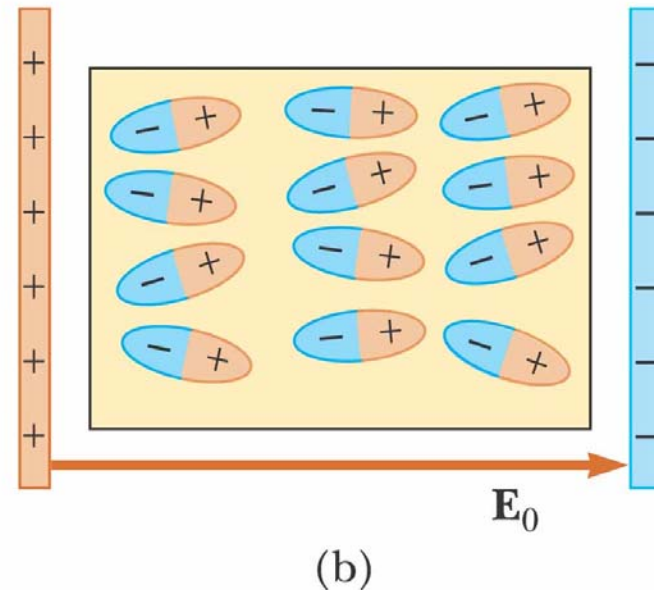 + − + − + − + −
+ − + − + − + −
+ − + − + − + −
+ − + − + − + −
+ −
+ −
E₀
(b)